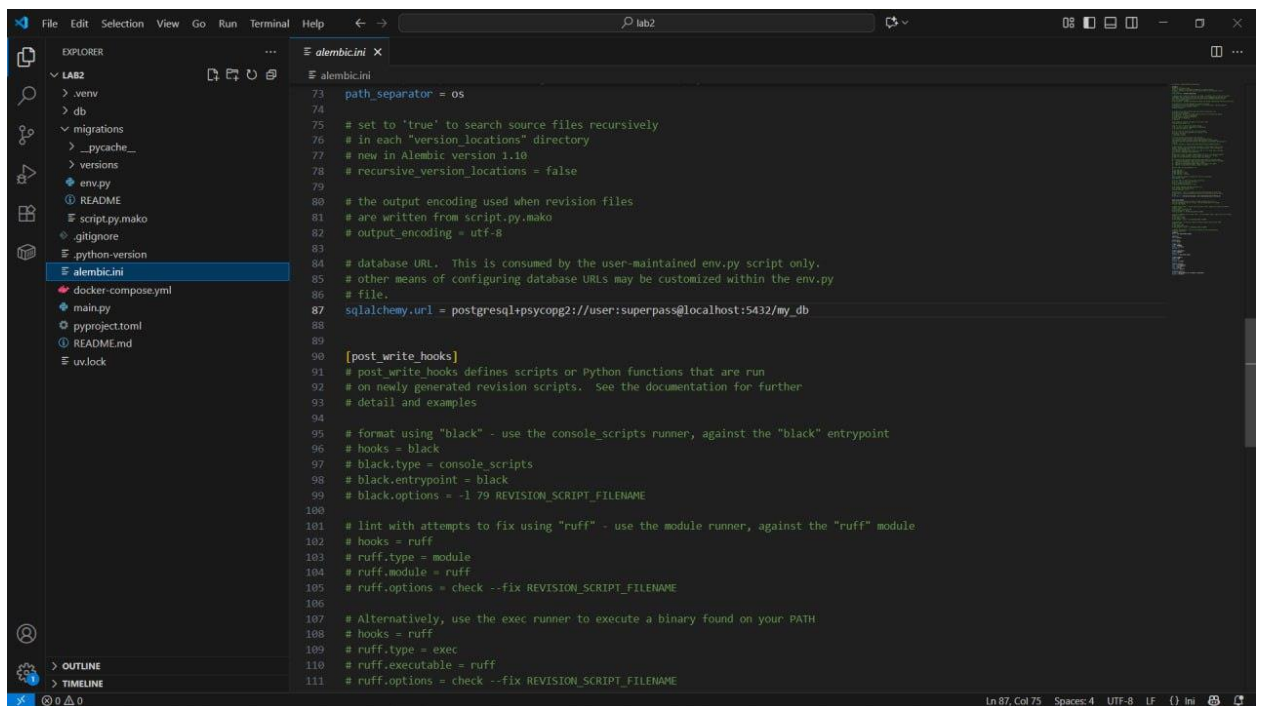 File Edit Selection View Go Run Terminal Help
lab2
EXPLORER
LAB2
.venv
db
migrations
__pycache__
versions
env.py
README
script.py.mako
.gitignore
.python-version
alembic.ini
docker-compose.yml
main.py
pyproject.toml
README.md
uv.lock
OUTLINE
TIMELINE
alembic.ini
alembic.ini
73 path_separator = os
74
75 # set to 'true' to search source files recursively
76 # in each "version_locations" directory
77 # new in Alembic version 1.10
78 # recursive_version_locations = false
79
80 # the output encoding used when revision files
81 # are written from script.py.mako
82 # output_encoding = utf-8
83
84 # database URL.  This is consumed by the user-maintained env.py script only.
85 # other means of configuring database URLs may be customized within the env.py
86 # file.
87 sqlalchemy.url = postgresql+psycopg2://user:superpass@localhost:5432/my_db
88
89
90 [post_write_hooks]
91 # post_write_hooks defines scripts or Python functions that are run
92 # on newly generated revision scripts.  See the documentation for further
93 # detail and examples
94
95 # format using "black" - use the console_scripts runner, against the "black" entrypoint
96 # hooks = black
97 # black.type = console_scripts
98 # black.entrypoint = black
99 # black.options = -l 79 REVISION_SCRIPT_FILENAME
100
101 # lint with attempts to fix using "ruff" - use the module runner, against the "ruff" module
102 # hooks = ruff
103 # ruff.type = module
104 # ruff.module = ruff
105 # ruff.options = check --fix REVISION_SCRIPT_FILENAME
106
107 # Alternatively, use the exec runner to execute a binary found on your PATH
108 # hooks = ruff
109 # ruff.type = exec
110 # ruff.executable = ruff
111 # ruff.options = check --fix REVISION_SCRIPT_FILENAME
1
0 0
Ln 87, Col 75 Spaces: 4 UTF-8 LF {} Ini